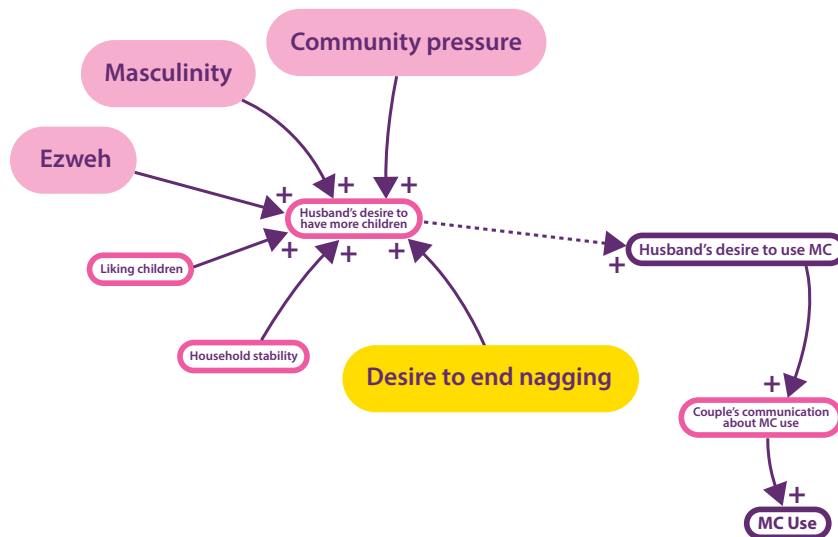 Community pressure
Masculinity
Ezweh
+
+
+
Husband's desire to
have more children
Husband's desire to use MC
+
+
+
+
Liking children
Household stability
Desire to end nagging
+
Couple's communication
about MC use
+
MC Use